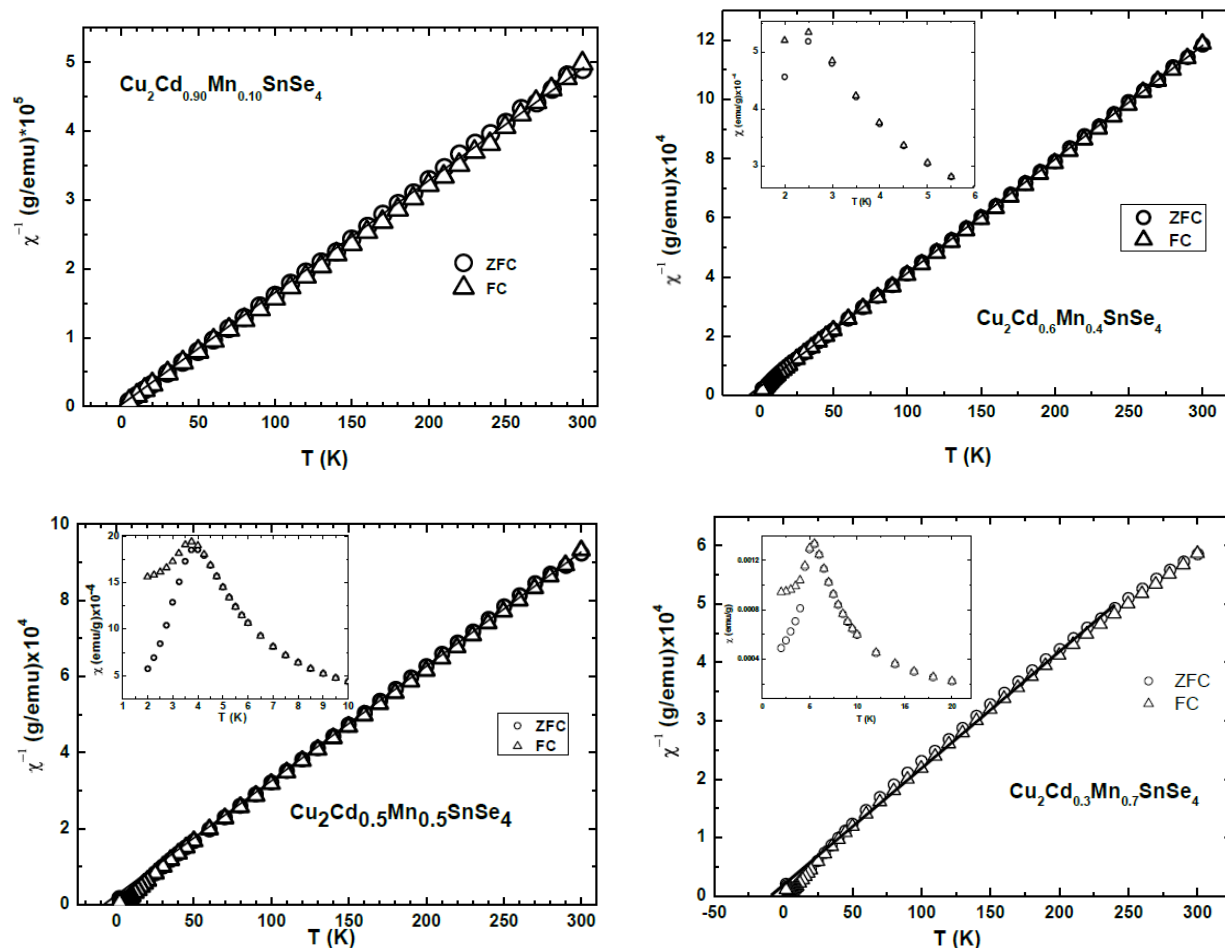 Cu2Cd0.90Mn0.10SnSe4
χ⁻¹ (g/emu)*10⁵
5
4
3
2
1
0
0 50 100 150 200 250 300
T (K)
ZFC
FC
χ⁻¹ (g/emu)x10⁴
12
10
8
6
4
2
0
0 50 100 150 200 250 300
T (K)
χ (emu/g)x10⁻⁴
5
4
3
2 3 4 5 6
T (K)
ZFC
FC
Cu2Cd0.6Mn0.4SnSe4
χ⁻¹ (g/emu)x10⁴
10
8
6
4
2
0
0 50 100 150 200 250 300
T (K)
χ (emu/g)x10⁻⁴
20
15
10
5
1 2 3 4 5 6 7 8 9 10
T (K)
ZFC
FC
Cu2Cd0.5Mn0.5SnSe4
χ⁻¹ (g/emu)x10⁴
6
5
4
3
2
1
0
-50 0 50 100 150 200 250 300
T (K)
χ (emu/g)
0.0012
0.0008
0.0004
0 5 10 15 20
T (K)
ZFC
FC
Cu2Cd0.3Mn0.7SnSe4